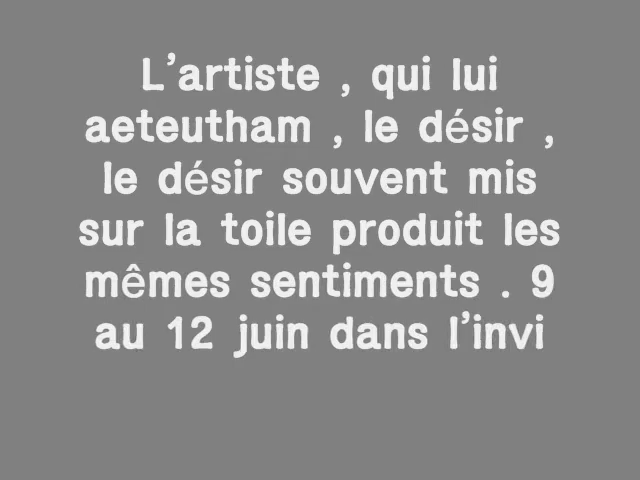 L’artiste , qui lui
aeteutham , le désir ,
le désir souvent mis
sur la toile produit les
mêmes sentiments . 9
au 12 juin dans l’invi